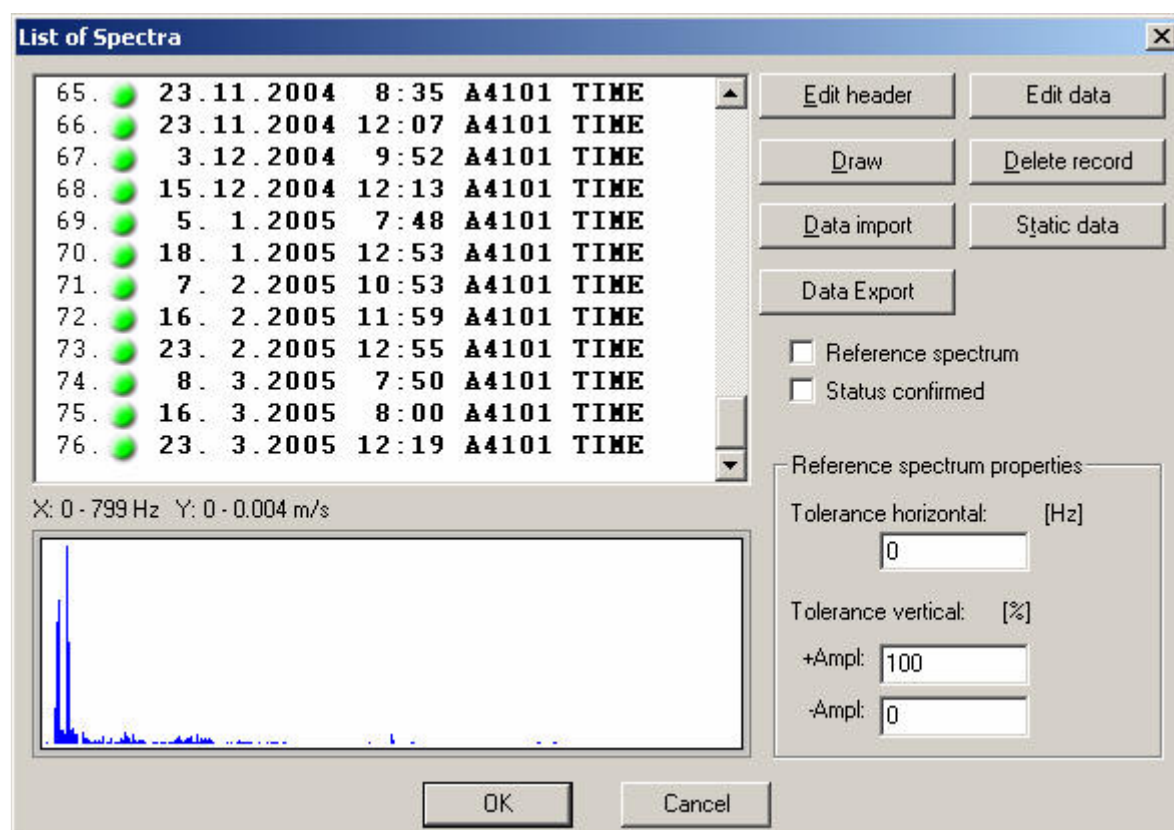 List of Spectra
65. 23.11.2004 8:35 A4101 TIME
66. 23.11.2004 12:07 A4101 TIME
67. 3.12.2004 9:52 A4101 TIME
68. 15.12.2004 12:13 A4101 TIME
69. 5. 1.2005 7:48 A4101 TIME
70. 18. 1.2005 12:53 A4101 TIME
71. 7. 2.2005 10:53 A4101 TIME
72. 16. 2.2005 11:59 A4101 TIME
73. 23. 2.2005 12:55 A4101 TIME
74. 8. 3.2005 7:50 A4101 TIME
75. 16. 3.2005 8:00 A4101 TIME
76. 23. 3.2005 12:19 A4101 TIME
X: 0 - 799 Hz Y: 0 - 0.004 m/s
Edit header Edit data
Draw Delete record
Data import Static data
Data Export
Reference spectrum
Status confirmed
Reference spectrum properties
Tolerance horizontal: [Hz]
0
Tolerance vertical: [%]
+Ampl: 100
-Ampl: 0
OK Cancel